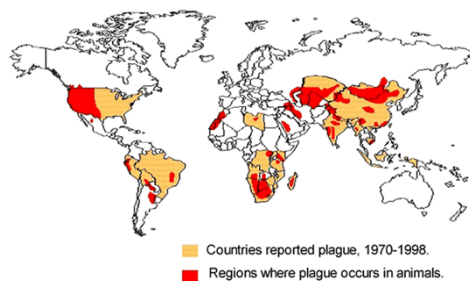 Countries reported plague, 1970-1998.
Regions where plague occurs in animals.